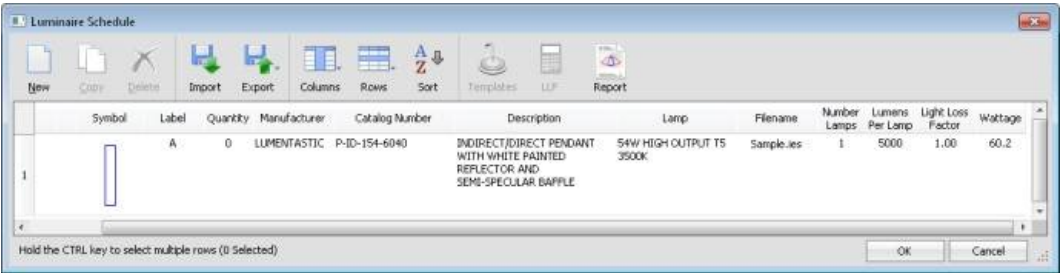 Luminaire Schedule
New Copy Delete Import Export Columns Rows Sort Templates LLF Report
Symbol Label Quantity Manufacturer Catalog Number Description Lamp Filename Number Lamps Lumens Per Lamp Light Loss Factor Wattage
1 A 0 LUMENTASTIC P-ID-154-6040 INDIRECT/DIRECT PENDANT 54W HIGH OUTPUT T5 Sample.ies 1 5000 1.00 60.2
WITH WHITE PAINTED 3500K
REFLECTOR AND
SEMI-SPECULAR BAFFLE
Hold the CTRL key to select multiple rows (0 Selected) OK Cancel